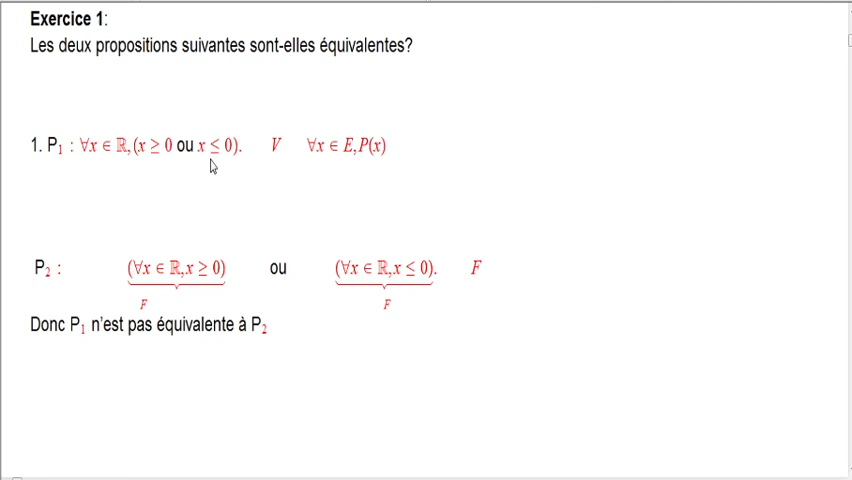 Exercice 1:
Les deux propositions suivantes sont-elles équivalentes?
1. P₁ : ∀x ∈ ℝ,(x ≥ 0 ou x ≤ 0). V ∀x ∈ E,P(x)
P₂ : (∀x ∈ ℝ,x ≥ 0) ou (∀x ∈ ℝ,x ≤ 0). F
F F
Donc P₁ n’est pas équivalente à P₂